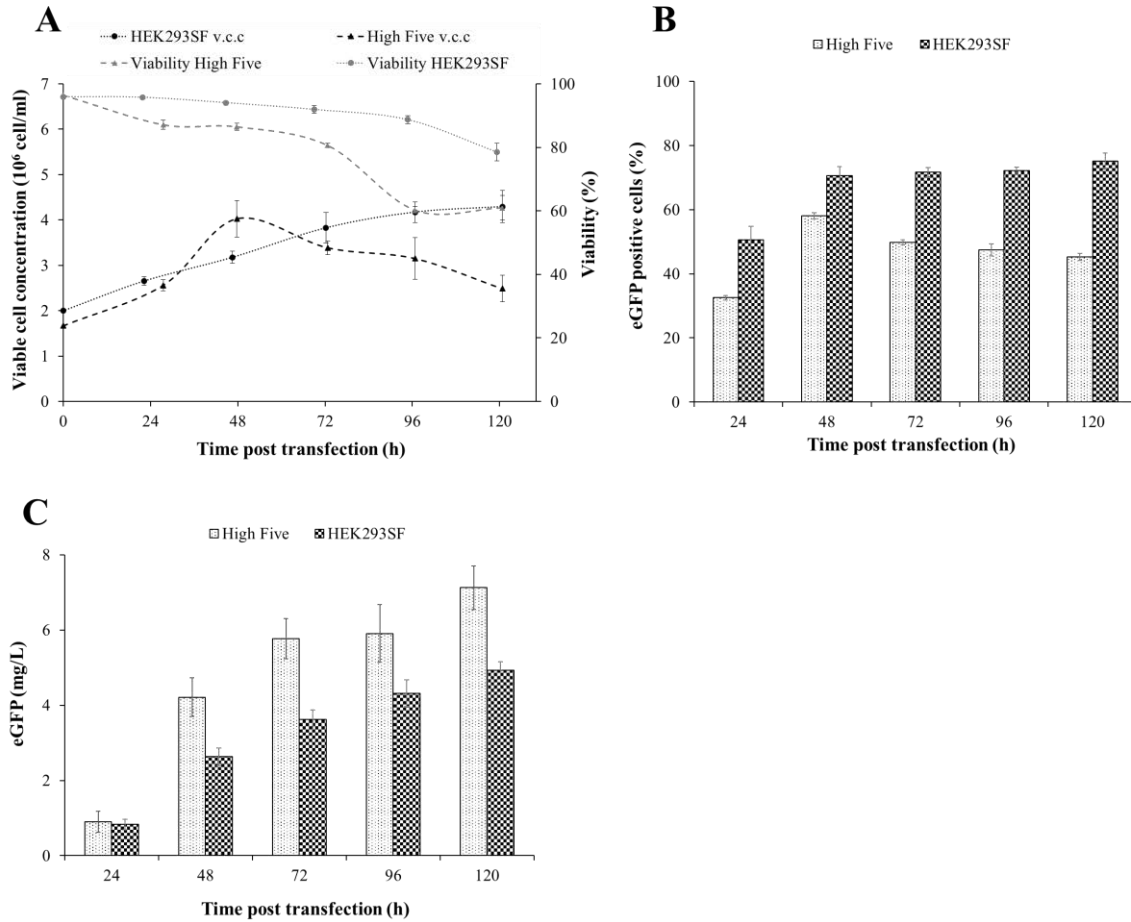 A
HEK293SF v.c.c
High Five v.c.c
Viability High Five
Viability HEK293SF
Viable cell concentration (10⁶ cell/ml)
7
6
5
4
3
2
1
0
100
80
60
40
20
0
Viability (%)
0 24 48 72 96 120
Time post transfection (h)
B
High Five HEK293SF
eGFP positive cells (%)
100
80
60
40
20
0
24 48 72 96 120
Time post transfection (h)
C
High Five HEK293SF
eGFP (mg/L)
8
6
4
2
0
24 48 72 96 120
Time post transfection (h)